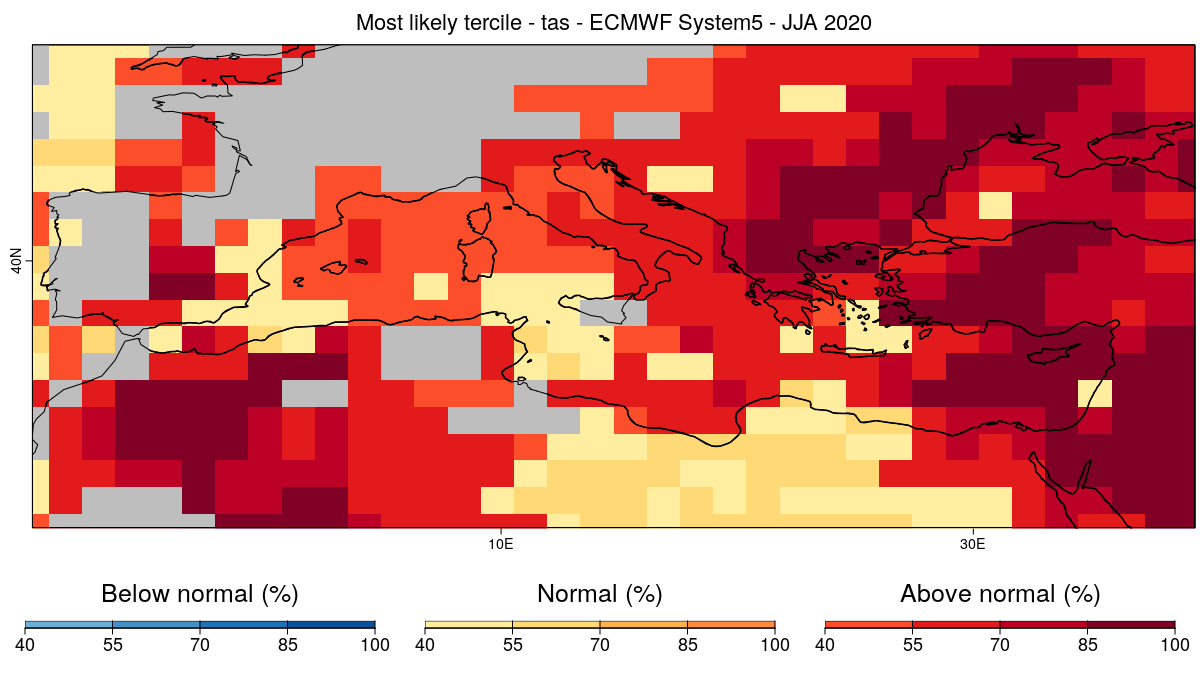 Most likely tercile - tas - ECMWF System5 - JJA 2020
40N
10E 30E
Below normal (%) Normal (%) Above normal (%)
40 55 70 85 100 40 55 70 85 100 40 55 70 85 100